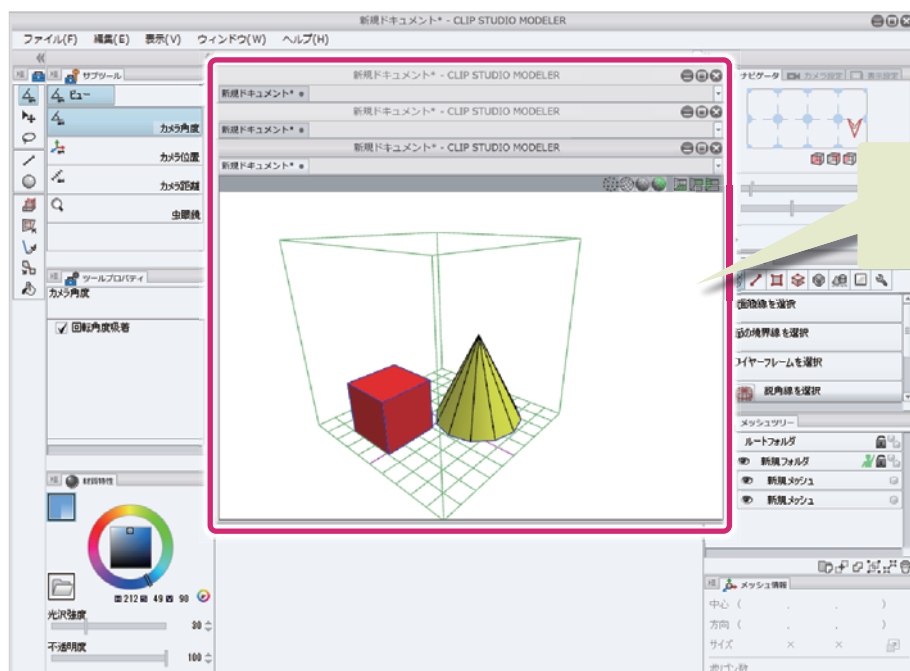 新規ドキュメント* - CLIP STUDIO MODELER
ファイル(F) 編集(E) 表示(V) ウィンドウ(W) ヘルプ(H)
サブツール
ビュー
カメラ角度
カメラ位置
カメラ距離
虫眼鏡
ツールプロパティ
カメラ角度
回転角度吸着
材質特性
212 49 90
光沢強度
30
不透明度
100
新規ドキュメント* - CLIP STUDIO MODELER
新規ドキュメント*
新規ドキュメント* - CLIP STUDIO MODELER
新規ドキュメント*
新規ドキュメント* - CLIP STUDIO MODELER
新規ドキュメント*
ナビゲータ カメラ設定 表示設定
面稜線を選択
の境界線を選択
イヤーフレームを選択
鋭角線を選択
メッシュツリー
ルートフォルダ
新規フォルダ
新規メッシュ
新規メッシュ
メッシュ情報
中心 ( . . )
方向 ( . . )
サイズ × ×